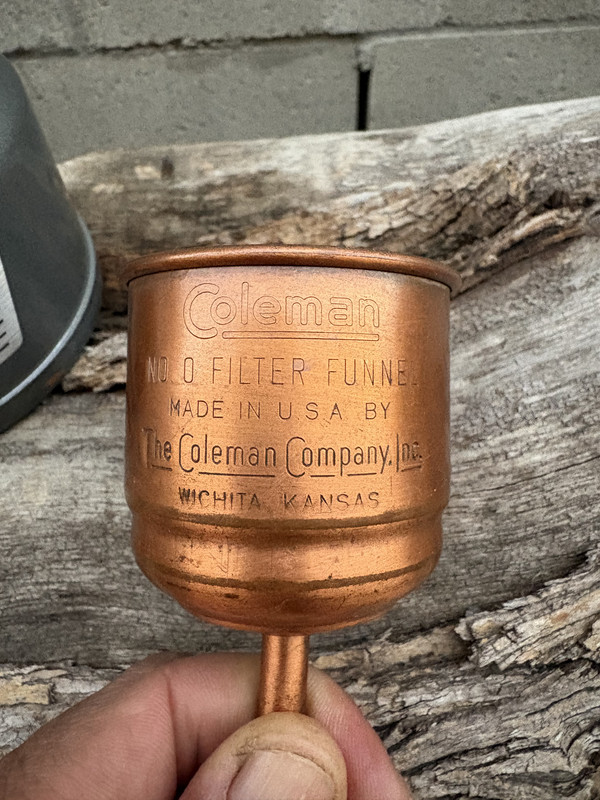 Coleman
NO 0 FILTER FUNNEL
MADE IN U.S.A BY
The Coleman Company, Inc.
WICHITA KANSAS